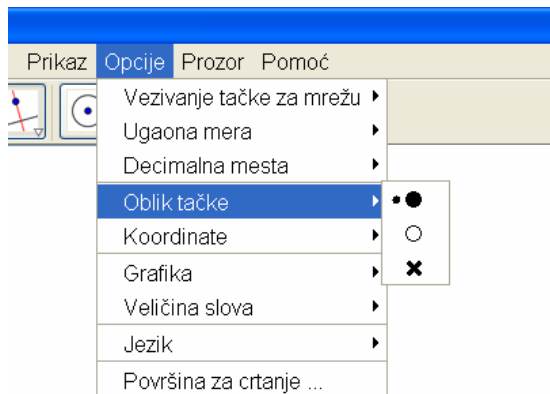 Prikaz Opcije Prozor Pomoć
Vezivanje tačke za mrežu
Ugaona mera
Decimalna mesta
Oblik tačke
Koordinate
Grafika
Veličina slova
Jezik
Površina za crtanje ...